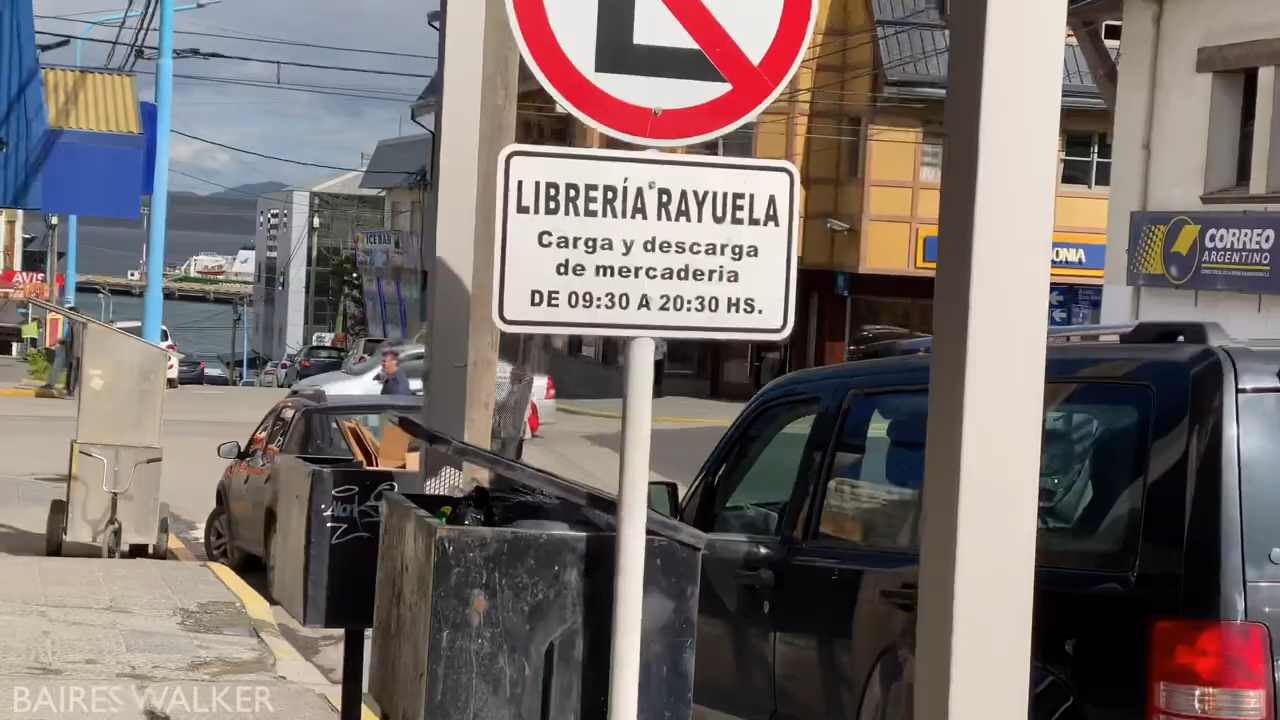 E
LIBRERÍA RAYUELA
Carga y descarga
de mercaderia
DE 09:30 A 20:30 HS.
ICE BAR
AVIS
ONIA
CORREO
ARGENTINO
BAIRES WALKER